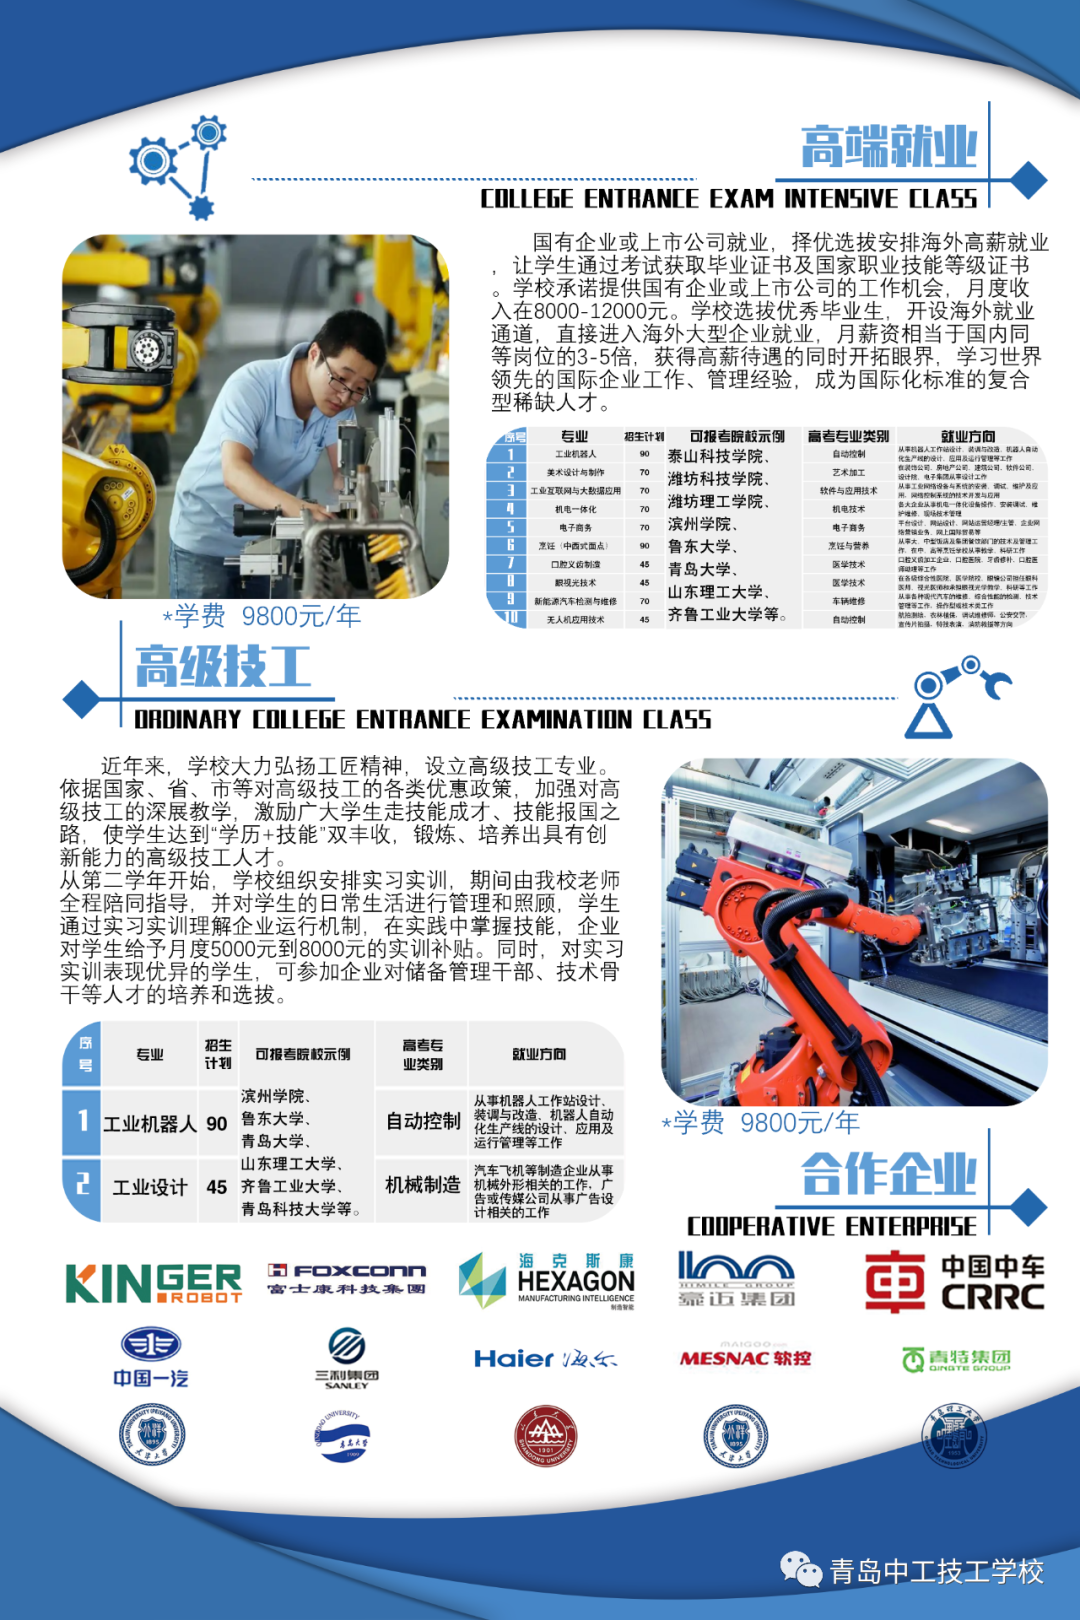 高端就业
COLLEGE ENTRANCE EXAM INTENSIVE CLASS
国有企业或上市公司就业，择优选拔安排海外高薪就业
，让学生通过考试获取毕业证书及国家职业技能等级证书
。学校承诺提供国有企业或上市公司的工作机会，月度收
入在8000-12000元。学校选拔优秀毕业生，开设海外就业
通道，直接进入海外大型企业就业，月薪资相当于国内同
等岗位的3-5倍，获得高薪待遇的同时开拓眼界，学习世界
领先的国际企业工作、管理经验，成为国际化标准的复合
型稀缺人才。
序号 专业 招生计划 可报考院校示例 高考专业类别 就业方向
1 工业机器人 90 自动控制
2 美术设计与制作 70 艺术加工
3 工业互联网与大数据应用 70 软件与应用技术
4 机电一体化 70 机电技术
5 电子商务 70 电子商务
6 烹饪（中西式面点） 90 烹饪与营养
7 口腔义齿制造 45 医学技术
8 眼视光技术 45 医学技术
9 新能源汽车检测与维修 70 车辆维修
10 无人机应用技术 45 自动控制
泰山科技学院、
潍坊科技学院、
潍坊理工学院、
滨州学院、
鲁东大学、
青岛大学、
山东理工大学、
齐鲁工业大学等。
*学费 9800元/年
高级技工
ORDINARY COLLEGE ENTRANCE EXAMINATION CLASS
近年来，学校大力弘扬工匠精神，设立高级技工专业。
依据国家、省、市等对高级技工的各类优惠政策，加强对高
级技工的深展教学，激励广大学生走技能成才、技能报国之
路，使学生达到“学历+技能”双丰收，锻炼、培养出具有创
新能力的高级技工人才。
从第二学年开始，学校组织安排实习实训，期间由我校老师
全程陪同指导，并对学生的日常生活进行管理和照顾，学生
通过实习实训理解企业运行机制，在实践中掌握技能，企业
对学生给予月度5000元到8000元的实训补贴。同时，对实习
实训表现优异的学生，可参加企业对储备管理干部、技术骨
干等人才的培养和选拔。
*学费 9800元/年
序号 专业 招生计划 可报考院校示例 高考专业类别 就业方向
1 工业机器人 90 自动控制
从事机器人工作站设计、
装调与改造、机器人自动
化生产线的设计、应用及
运行管理等工作
2 工业设计 45 机械制造
汽车飞机等制造企业从事
机械外形相关的工作，广
告或传媒公司从事广告设
计相关的工作
滨州学院、
鲁东大学、
青岛大学、
山东理工大学、
齐鲁工业大学、
青岛科技大学等。
合作企业
COOPERATIVE ENTERPRISE
KINGER
ROBOT
FOXCONN
富士康科技集團
海克斯康
HEXAGON
MANUFACTURING INTELLIGENCE
制造智能
HIMILE GROUP
豪迈集团
中国中车
CRRC
中国一汽
三利集团
SANLEY
Haier 海尔
MAIGOO.com
MESNAC 软控
青特集团
QINGTE GROUP
1895
天津大学
青岛大学
SHANDONG UNIVERSITY
1901
1895
天津大学
青岛理工大学
青岛中工技工学校